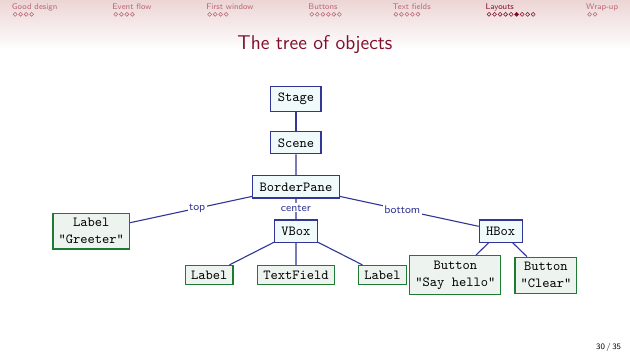 Good design Event flow First window Buttons Text fields Layouts Wrap-up
The tree of objects
Stage
Scene
BorderPane
top center bottom
Label
"Greeter"
VBox
HBox
Label TextField Label
Button
"Say hello"
Button
"Clear"
30 / 35